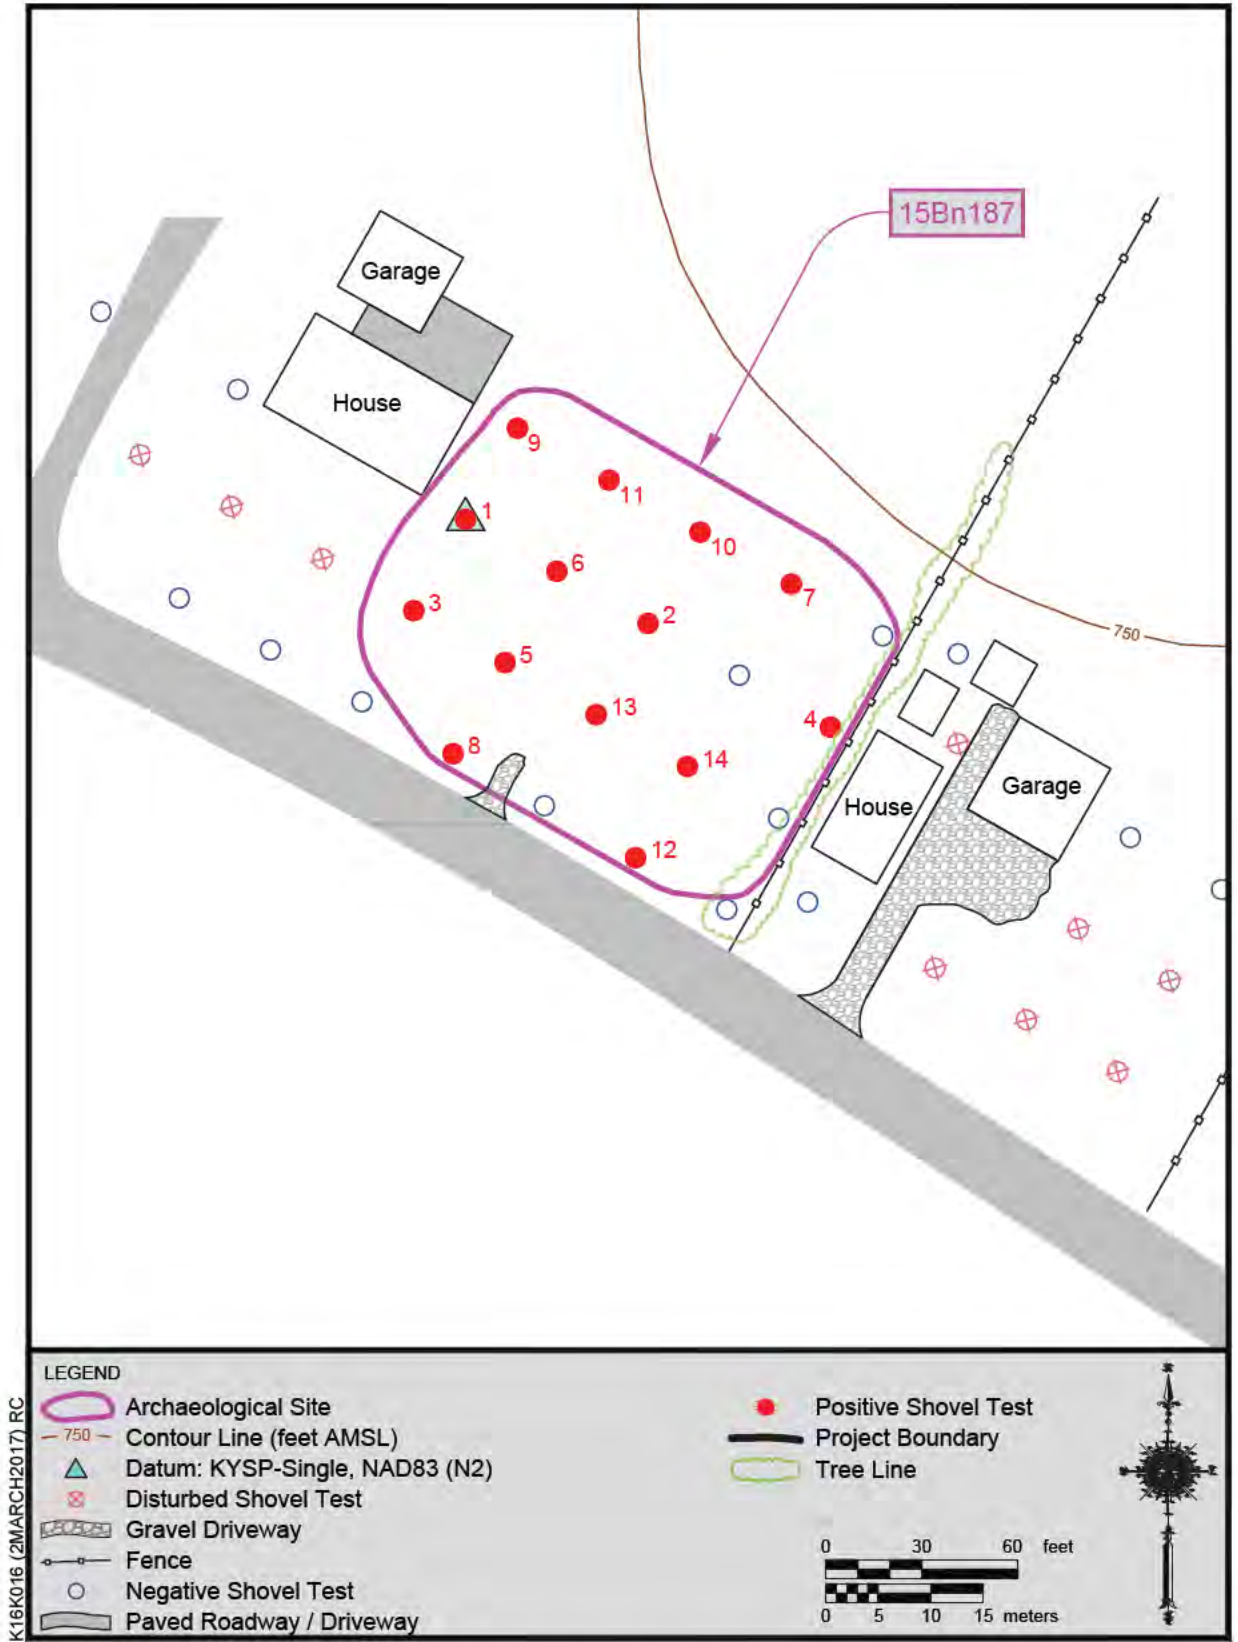 15Bn187
Garage
House
9
11
1
10
6
7
3
2
750
5
13
4
8
14
Garage
House
12
LEGEND
Archaeological Site
750 Contour Line (feet AMSL)
Datum: KYSP-Single, NAD83 (N2)
Disturbed Shovel Test
Gravel Driveway
Fence
Negative Shovel Test
Paved Roadway / Driveway
Positive Shovel Test
Project Boundary
Tree Line
0 30 60 feet
0 5 10 15 meters
K16K016 (2MARCH2017) RC